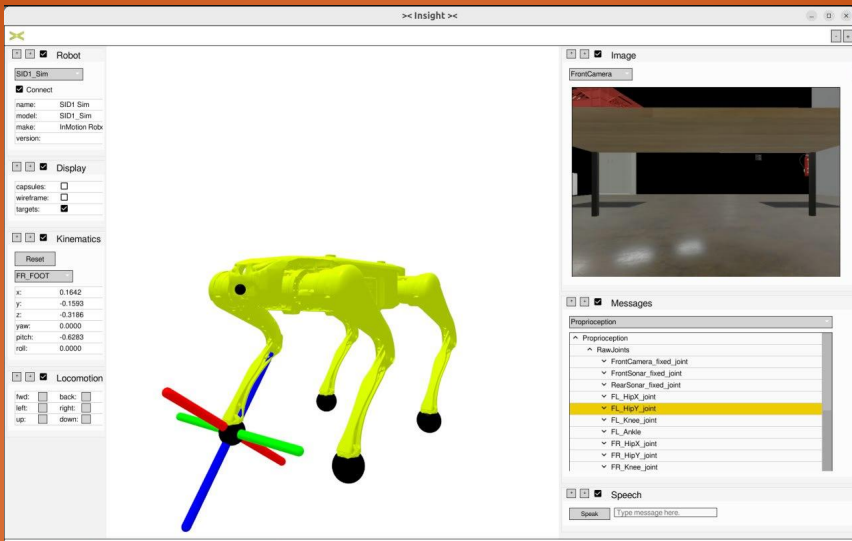 >< Insight ><
Robot
SID1_Sim
Connect
name: SID1 Sim
model: SID1_Sim
make: InMotion Robo
version:
Display
capsules:
wireframe:
targets:
Kinematics
Reset
FR_FOOT
x: 0.1642
y: -0.1593
z: -0.3186
yaw: 0.0000
pitch: -0.6283
roll: 0.0000
Locomotion
fwd: back:
left: right:
up: down:
Image
FrontCamera
Messages
Proprioception
Proprioception
RawJoints
FrontCamera_fixed_joint
FrontSonar_fixed_joint
RearSonar_fixed_joint
FL_HipX_joint
FL_HipY_joint
FL_Knee_joint
FL_Ankle
FR_HipX_joint
FR_HipY_joint
FR_Knee_joint
Speech
Speak Type message here.